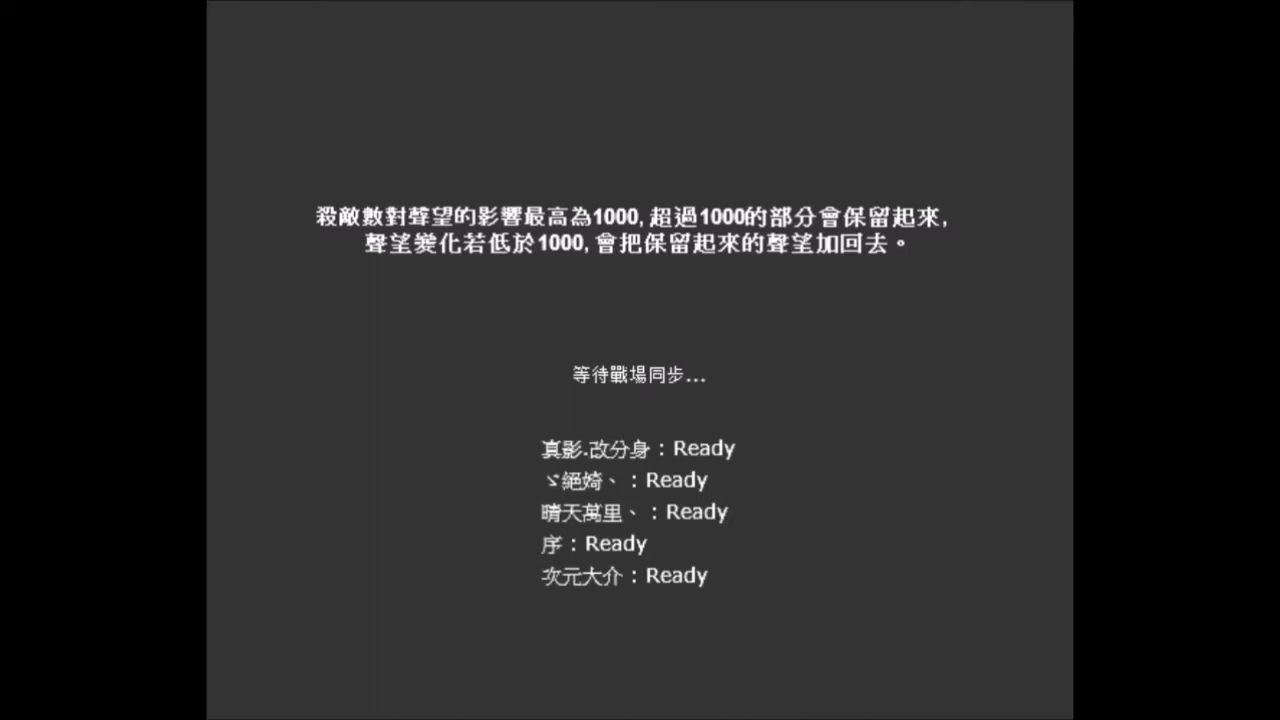 殺敵數對聲望的影響最高為1000, 超過1000的部分會保留起來,
聲望變化若低於1000, 會把保留起來的聲望加回去。
等待戰場同步...
真影.改分身：Ready
ゞ絕婍、：Ready
晴天萬里、：Ready
序：Ready
次元大介：Ready